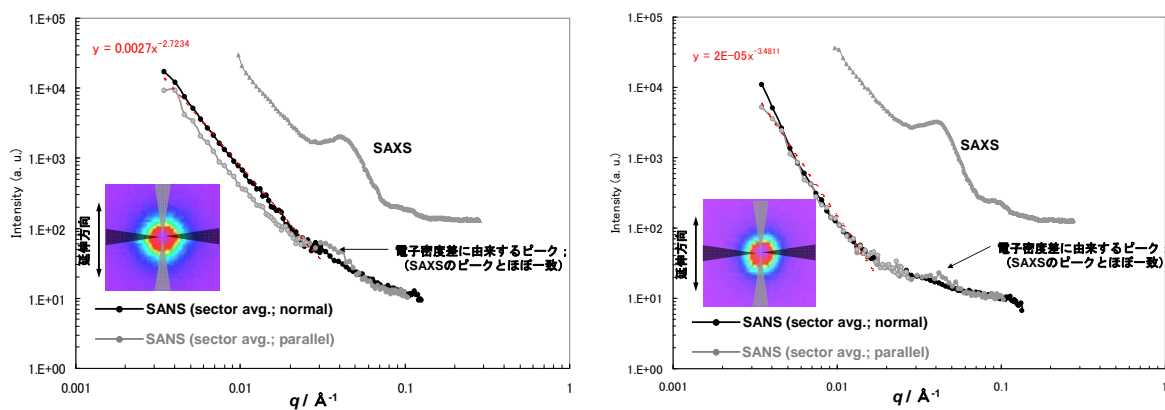 1.E+05
1.E+04
1.E+03
1.E+02
1.E+01
1.E+00
Intensity (a. u.)
y = 0.0027x^-2.7234
SAXS
延伸方向
電子密度差に由来するピーク;
(SAXSのピークとほぼ一致)
SANS (sector avg.; normal)
SANS (sector avg.; parallel)
0.001
0.01
0.1
1
q / Å-1
1.E+05
1.E+04
1.E+03
1.E+02
1.E+01
1.E+00
Intensity (a. u.)
y = 2E-05x^-3.4811
SAXS
延伸方向
電子密度差に由来するピーク;
(SAXSのピークとほぼ一致)
SANS (sector avg.; normal)
SANS (sector avg.; parallel)
0.001
0.01
0.1
1
q / Å-1